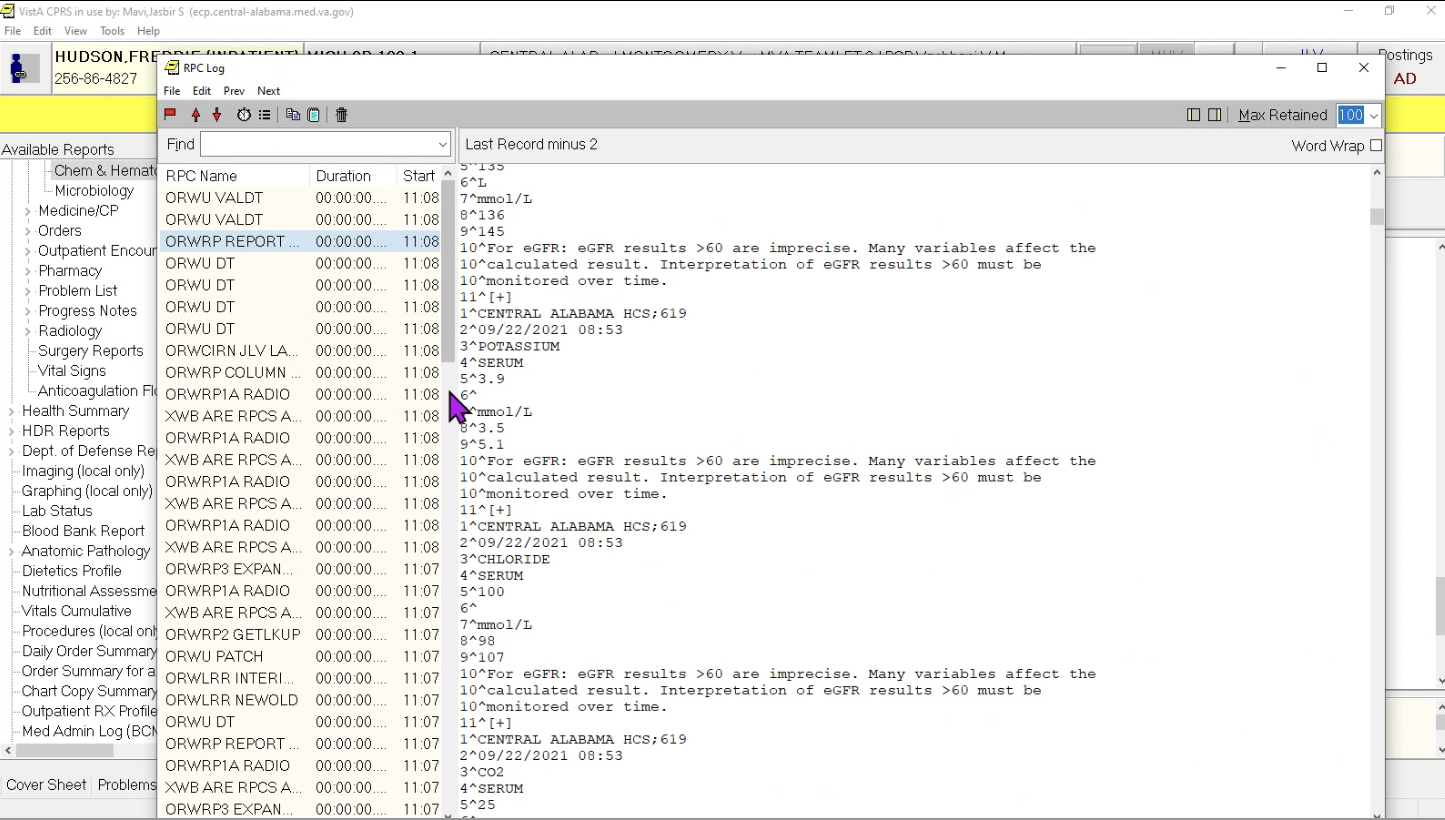 VistA CPRS in use by: Mavi,Jasbir S (ecp.central-alabama.med.va.gov)
File Edit View Tools Help
HUDSON,FREDDIE (INPATIENT)
256-86-4827
Postings
AD
RPC Log
File Edit Prev Next
Max Retained 100
Find
Last Record minus 2
Word Wrap
Available Reports
Chem & Hemato
Microbiology
Medicine/CP
Orders
Outpatient Encour
Pharmacy
Problem List
Progress Notes
Radiology
Surgery Reports
Vital Signs
Anticoagulation Flo
Health Summary
HDR Reports
Dept. of Defense Re
Imaging (local only)
Graphing (local only)
Lab Status
Blood Bank Report
Anatomic Pathology
Dietetics Profile
Nutritional Assessme
Vitals Cumulative
Procedures (local onl
Daily Order Summary
Order Summary for a
Chart Copy Summary
Outpatient RX Profile
Med Admin Log (BCM
Cover Sheet Problems
RPC Name Duration Start
ORWU VALDT 00:00:00.... 11:08
ORWU VALDT 00:00:00.... 11:08
ORWRP REPORT ... 00:00:00.... 11:08
ORWU DT 00:00:00.... 11:08
ORWU DT 00:00:00.... 11:08
ORWU DT 00:00:00.... 11:08
ORWU DT 00:00:00.... 11:08
ORWCIRN JLV LA... 00:00:00.... 11:08
ORWRP COLUMN ... 00:00:00.... 11:08
ORWRP1A RADIO 00:00:00.... 11:08
XWB ARE RPCS A... 00:00:00.... 11:08
ORWRP1A RADIO 00:00:00.... 11:08
XWB ARE RPCS A... 00:00:00.... 11:08
ORWRP1A RADIO 00:00:00.... 11:08
XWB ARE RPCS A... 00:00:00.... 11:08
ORWRP1A RADIO 00:00:00.... 11:08
XWB ARE RPCS A... 00:00:00.... 11:08
ORWRP3 EXPAN... 00:00:00.... 11:07
ORWRP1A RADIO 00:00:00.... 11:07
XWB ARE RPCS A... 00:00:00.... 11:07
ORWRP2 GETLKUP 00:00:00.... 11:07
ORWU PATCH 00:00:00.... 11:07
ORWLRR INTERI... 00:00:00.... 11:07
ORWLRR NEWOLD 00:00:00.... 11:07
ORWU DT 00:00:00.... 11:07
ORWRP REPORT ... 00:00:00.... 11:07
ORWRP1A RADIO 00:00:00.... 11:07
XWB ARE RPCS A... 00:00:00.... 11:07
ORWRP3 EXPAN... 00:00:00.... 11:07
5^135
6^L
7^mmol/L
8^136
9^145
10^For eGFR: eGFR results >60 are imprecise. Many variables affect the
10^calculated result. Interpretation of eGFR results >60 must be
10^monitored over time.
11^[+]
1^CENTRAL ALABAMA HCS;619
2^09/22/2021 08:53
3^POTASSIUM
4^SERUM
5^3.9
6^
^mmol/L
8^3.5
9^5.1
10^For eGFR: eGFR results >60 are imprecise. Many variables affect the
10^calculated result. Interpretation of eGFR results >60 must be
10^monitored over time.
11^[+]
1^CENTRAL ALABAMA HCS;619
2^09/22/2021 08:53
3^CHLORIDE
4^SERUM
5^100
6^
7^mmol/L
8^98
9^107
10^For eGFR: eGFR results >60 are imprecise. Many variables affect the
10^calculated result. Interpretation of eGFR results >60 must be
10^monitored over time.
11^[+]
1^CENTRAL ALABAMA HCS;619
2^09/22/2021 08:53
3^CO2
4^SERUM
5^25